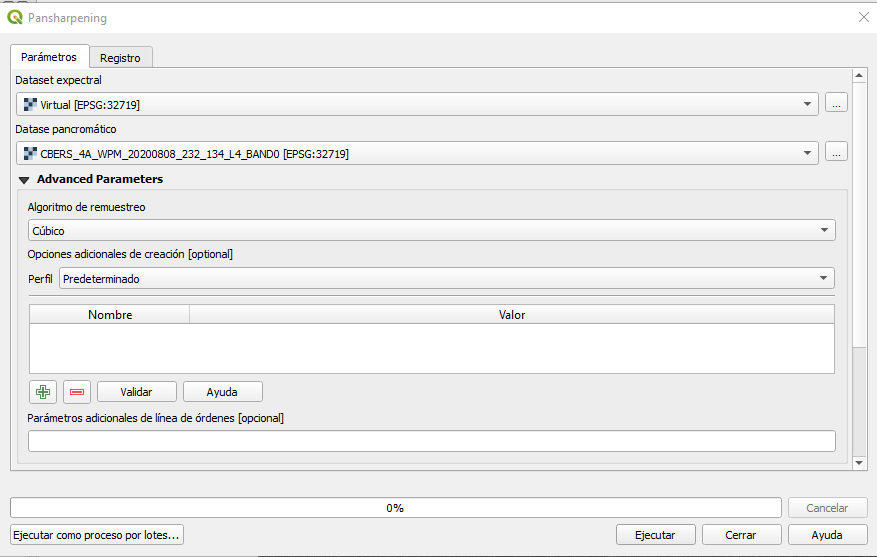 Pansharpening
Parámetros
Registro
Dataset expectral
Virtual [EPSG:32719]
...
Datase pancromático
CBERS_4A_WPM_20200808_232_134_L4_BAND0 [EPSG:32719]
...
Advanced Parameters
Algoritmo de remuestreo
Cúbico
Opciones adicionales de creación [optional]
Perfil Predeterminado
Nombre Valor
Validar Ayuda
Parámetros adicionales de línea de órdenes [opcional]
0% Cancelar
Ejecutar como proceso por lotes... Ejecutar Cerrar Ayuda